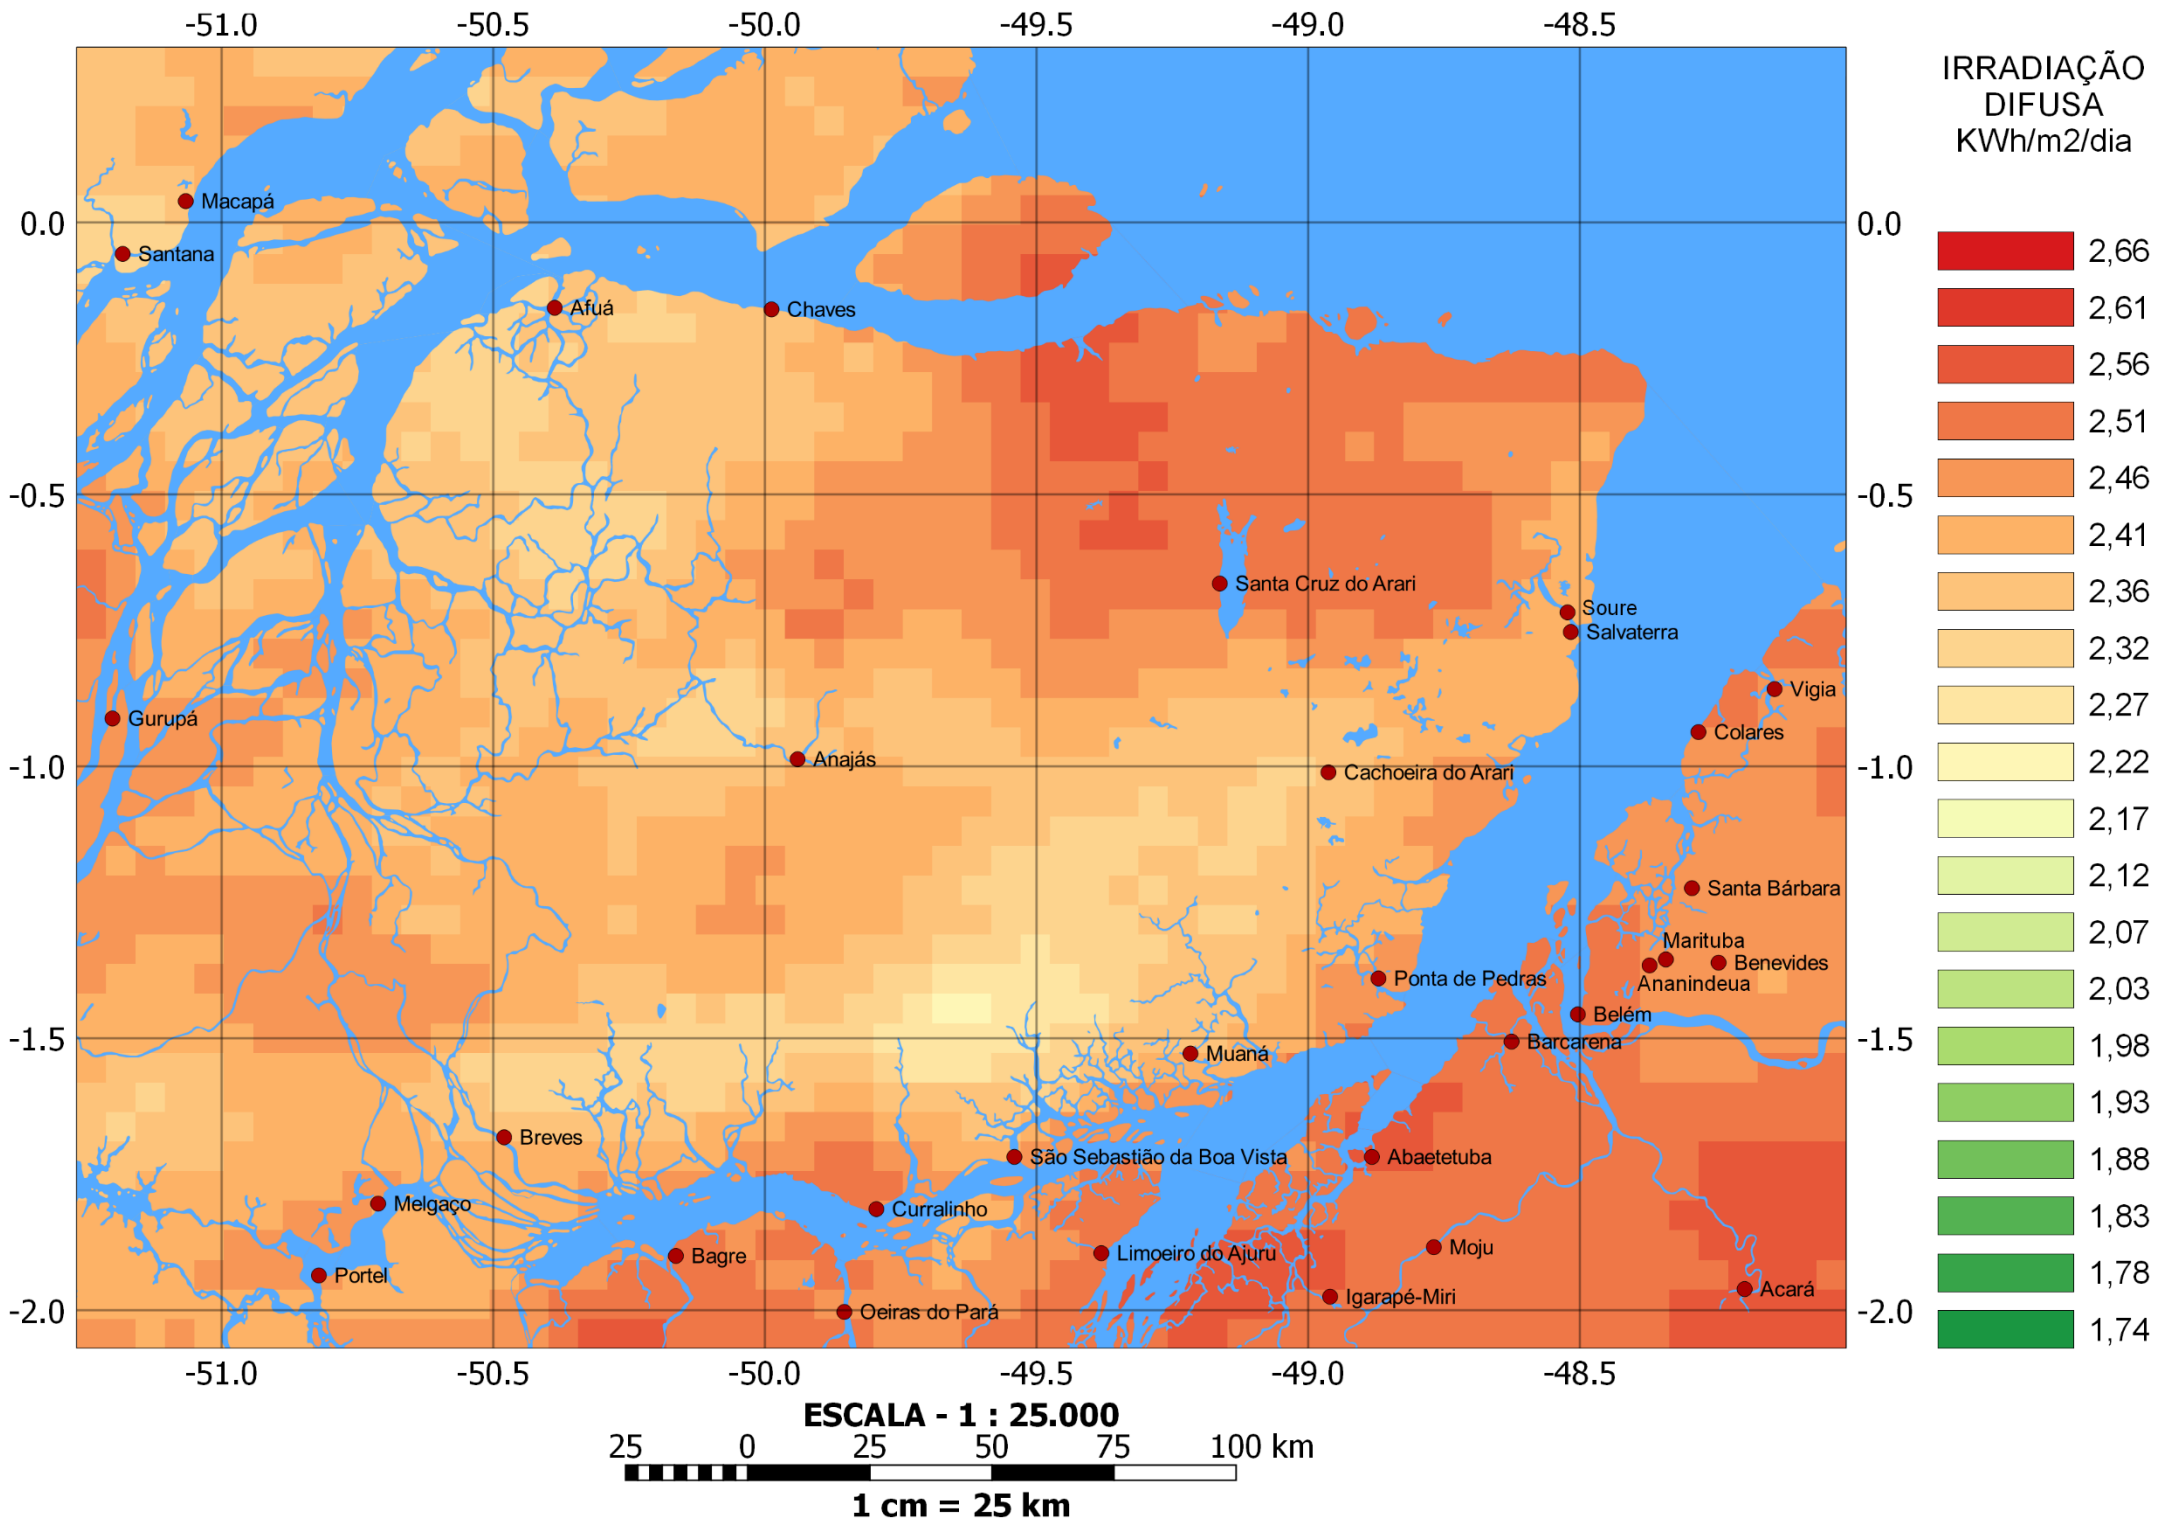 -51.0 -50.5 -50.0 -49.5 -49.0 -48.5
IRRADIAÇÃO
DIFUSA
KWh/m2/dia
Macapá
0.0 0.0
Santana
2,66
Afuá
Chaves
2,61
2,56
2,51
2,46
-0.5 -0.5
2,41
Santa Cruz do Arari
2,36
Soure
Salvaterra
2,32
Vigia
2,27
Gurupá
Colares
Anajás
2,22
-1.0 -1.0
Cachoeira do Arari
2,17
2,12
Santa Bárbara
2,07
Marituba
Benevides
Ponta de Pedras
Ananindeua
2,03
Belém
-1.5 -1.5
Barcarena
1,98
Muaná
1,93
Breves
São Sebastião da Boa Vista
Abaetetuba
1,88
Melgaço
Curralinho
1,83
Moju
Limoeiro do Ajuru
Bagre
Portel
1,78
Acará
Igarapé-Miri
-2.0 -2.0
Oeiras do Pará
1,74
-51.0 -50.5 -50.0 -49.5 -49.0 -48.5
ESCALA - 1 : 25.000
25 0 25 50 75 100 km
1 cm = 25 km